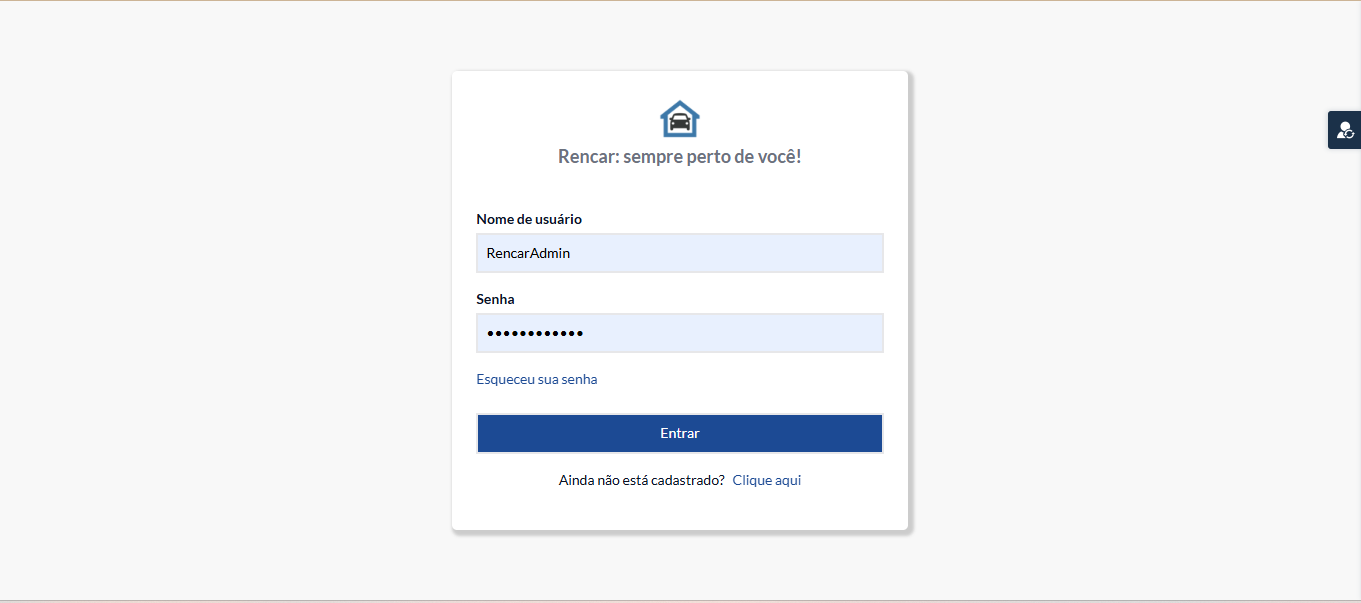 Rencar: sempre perto de você!
Nome de usuário
RencarAdmin
Senha
••••••••••••
Esqueceu sua senha
Entrar
Ainda não está cadastrado? Clique aqui